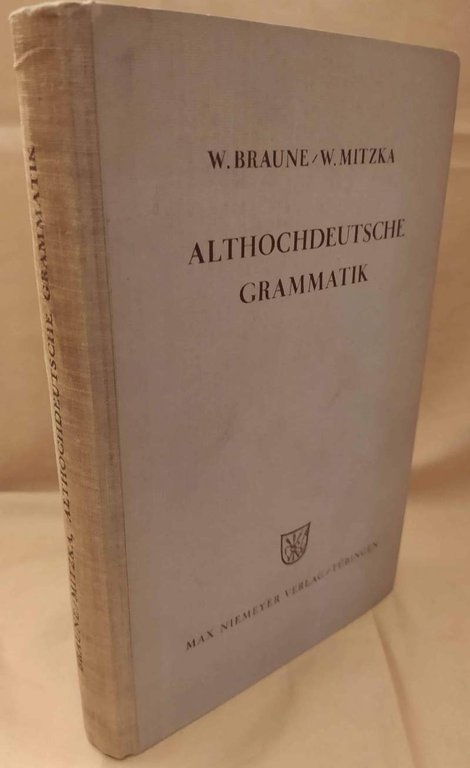 W. BRAUNE / W. MITZKA
ALTHOCHDEUTSCHE
GRAMMATIK
MAX NIEMEYER VERLAG / TÜBINGEN
BRAUNE-MITZKA, ALTHOCHDEUTSCHE GRAMMATIK